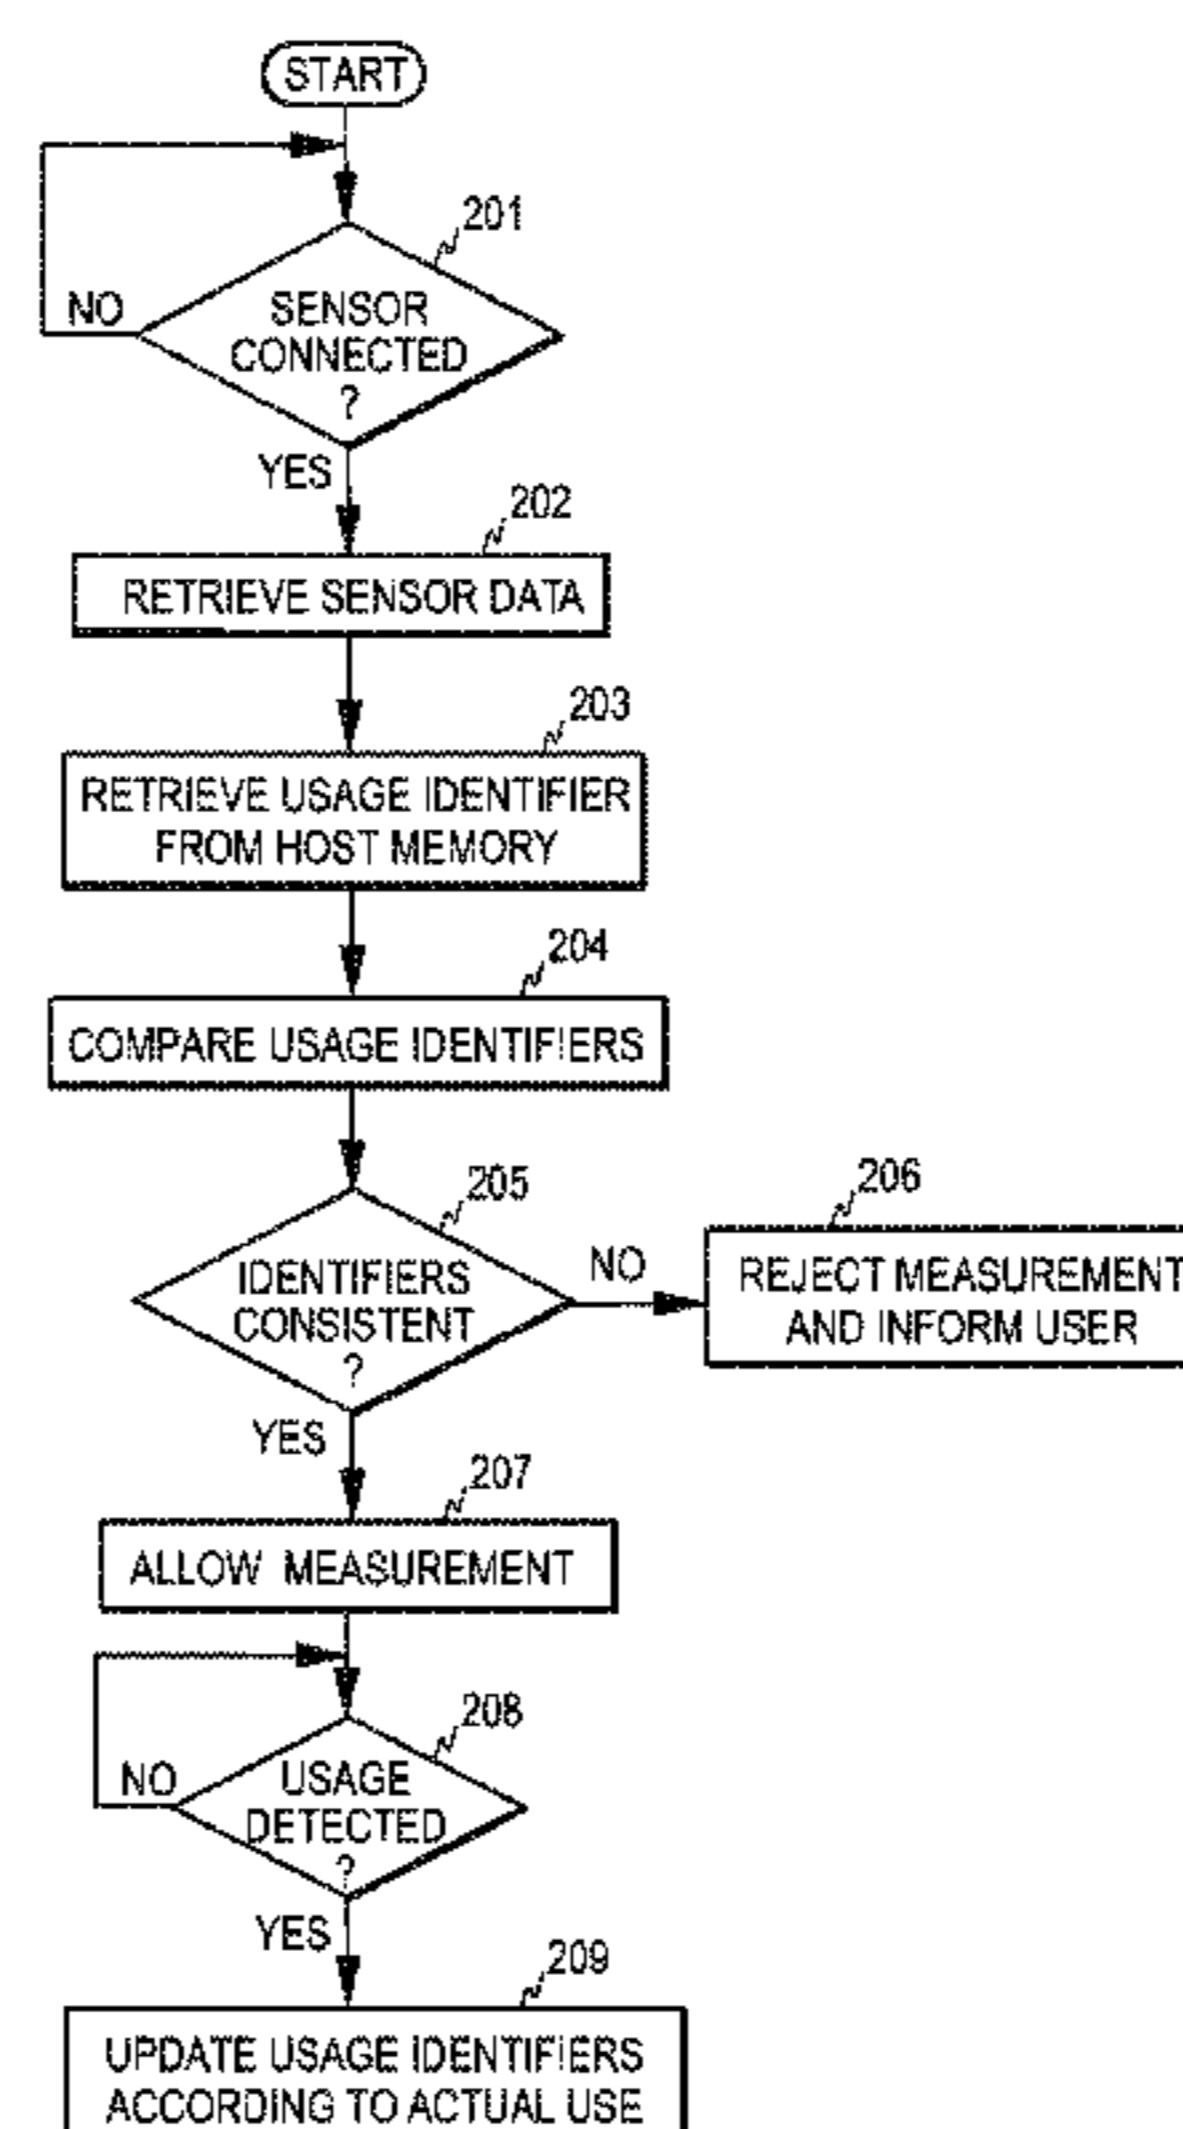 START
201
NO
SENSOR
CONNECTED
?
YES
202
RETRIEVE SENSOR DATA
203
RETRIEVE USAGE IDENTIFIER
FROM HOST MEMORY
204
COMPARE USAGE IDENTIFIERS
205
IDENTIFIERS
CONSISTENT
?
NO
206
REJECT MEASUREMENT
AND INFORM USER
YES
207
ALLOW MEASUREMENT
208
NO
USAGE
DETECTED
?
YES
209
UPDATE USAGE IDENTIFIERS
ACCORDING TO ACTUAL USE